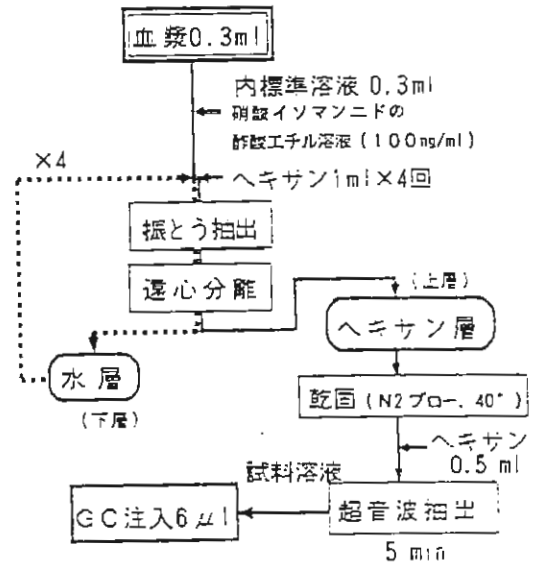 血漿0.3ml
内標準溶液 0.3ml
硝酸イソマンニドの
酢酸エチル溶液(100ng/ml)
×4
ヘキサン1ml×4回
振とう抽出
遠心分離
(上層)
ヘキサン層
水層
(下層)
乾固(N2ブロー、40°)
ヘキサン
0.5 ml
試料溶液
GC注入6μl
超音波抽出
5 min